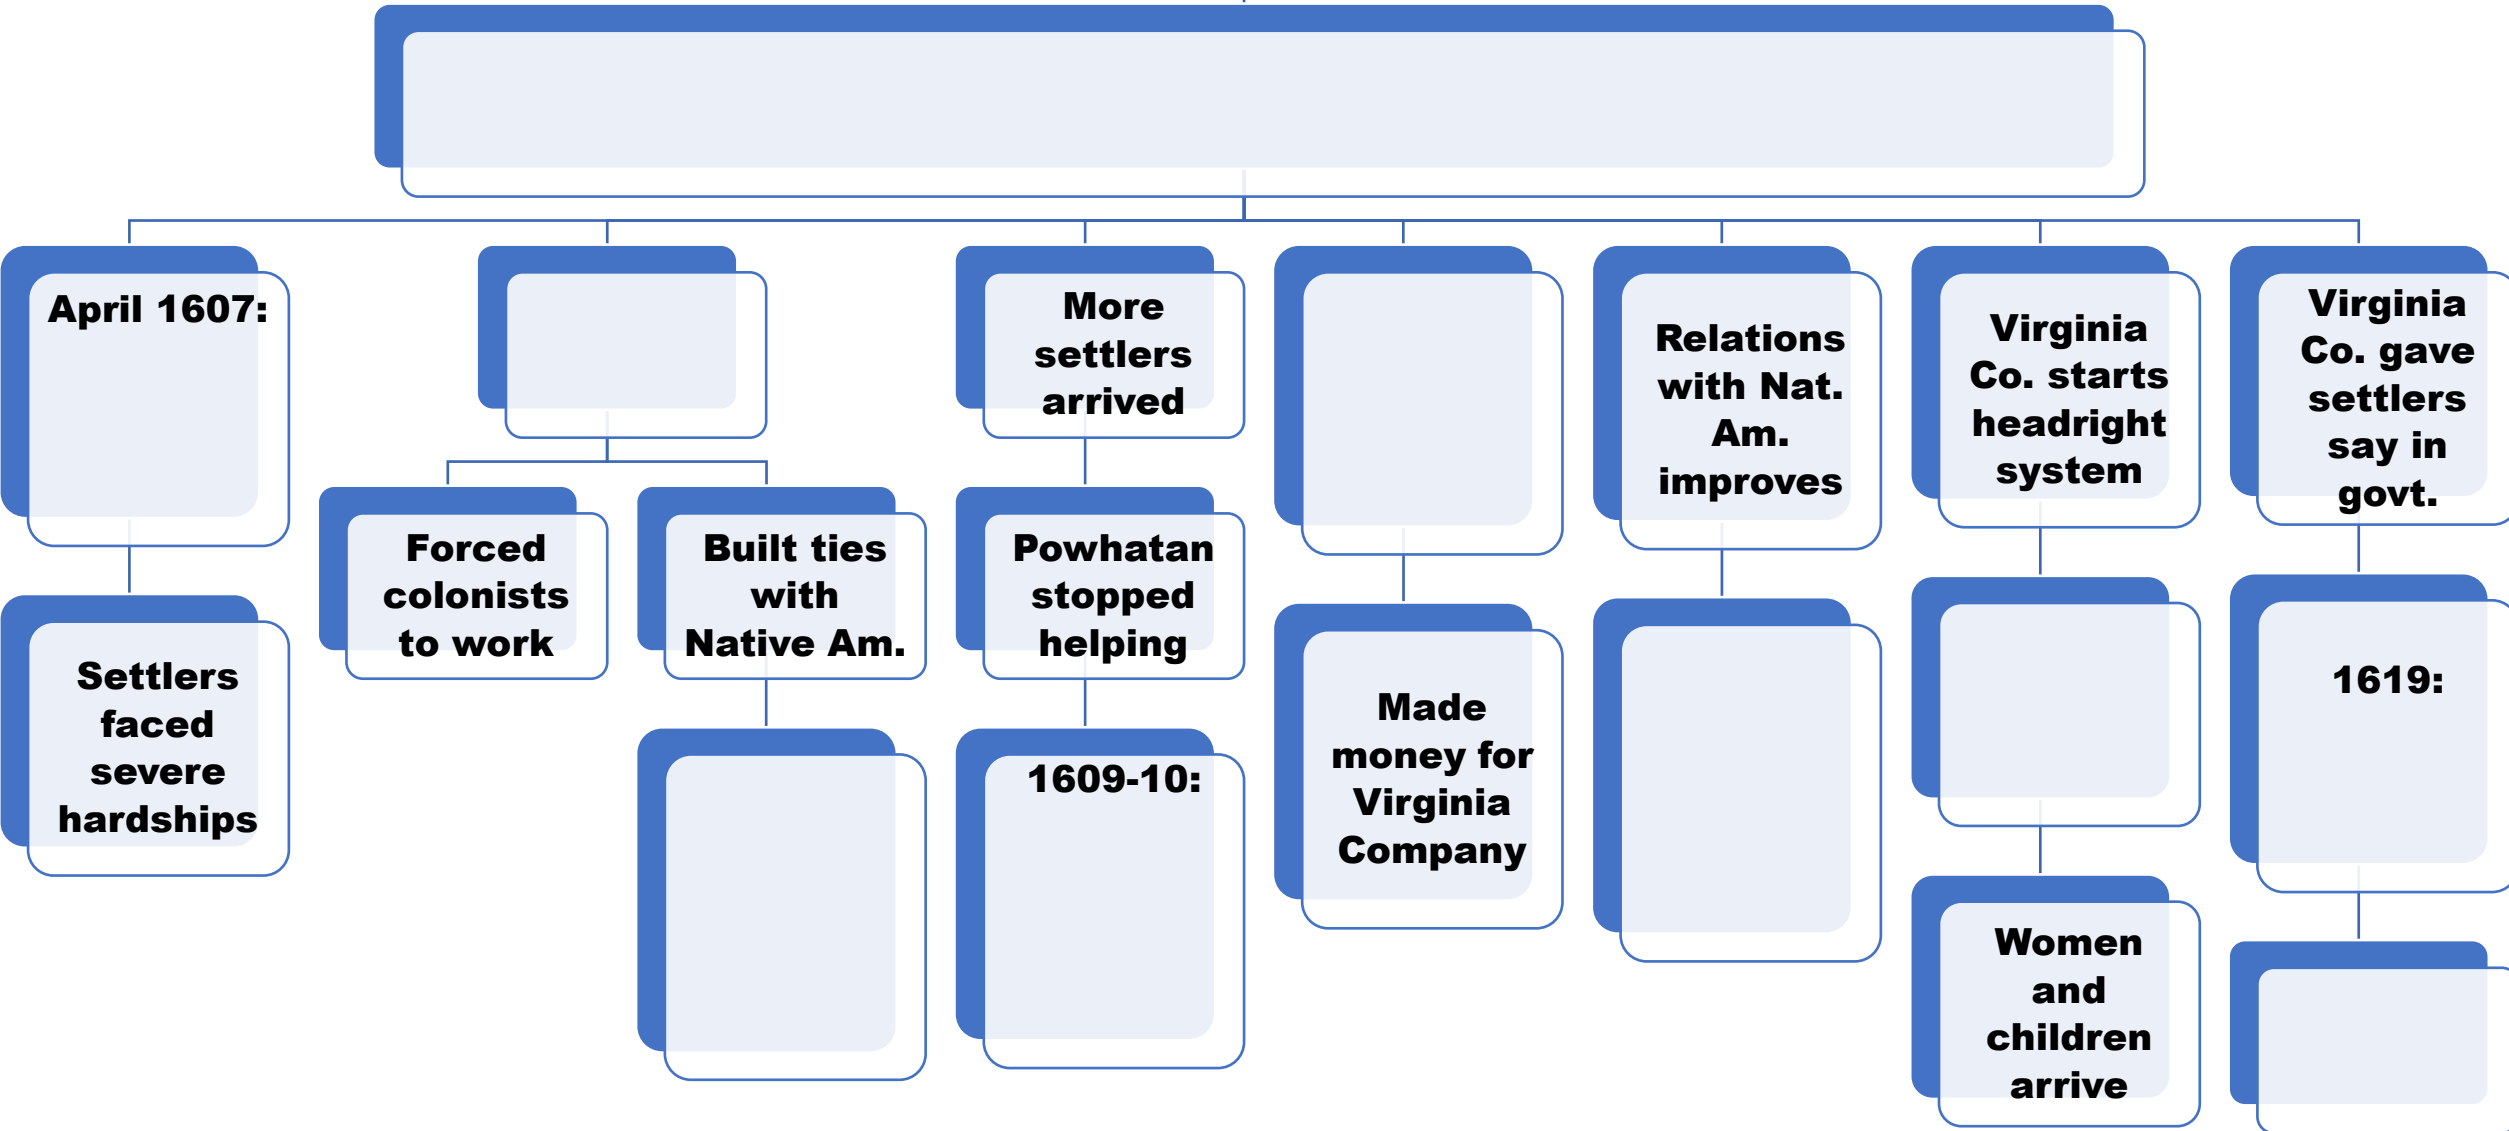 April 1607:
Settlers
faced
severe
hardships
Forced
colonists
to work
Built ties
with
Native Am.
More
settlers
arrived
Powhatan
stopped
helping
1609-10:
Made
money for
Virginia
Company
Relations
with Nat.
Am.
improves
Virginia
Co. starts
headright
system
Women
and
children
arrive
Virginia
Co. gave
settlers
say in
govt.
1619: